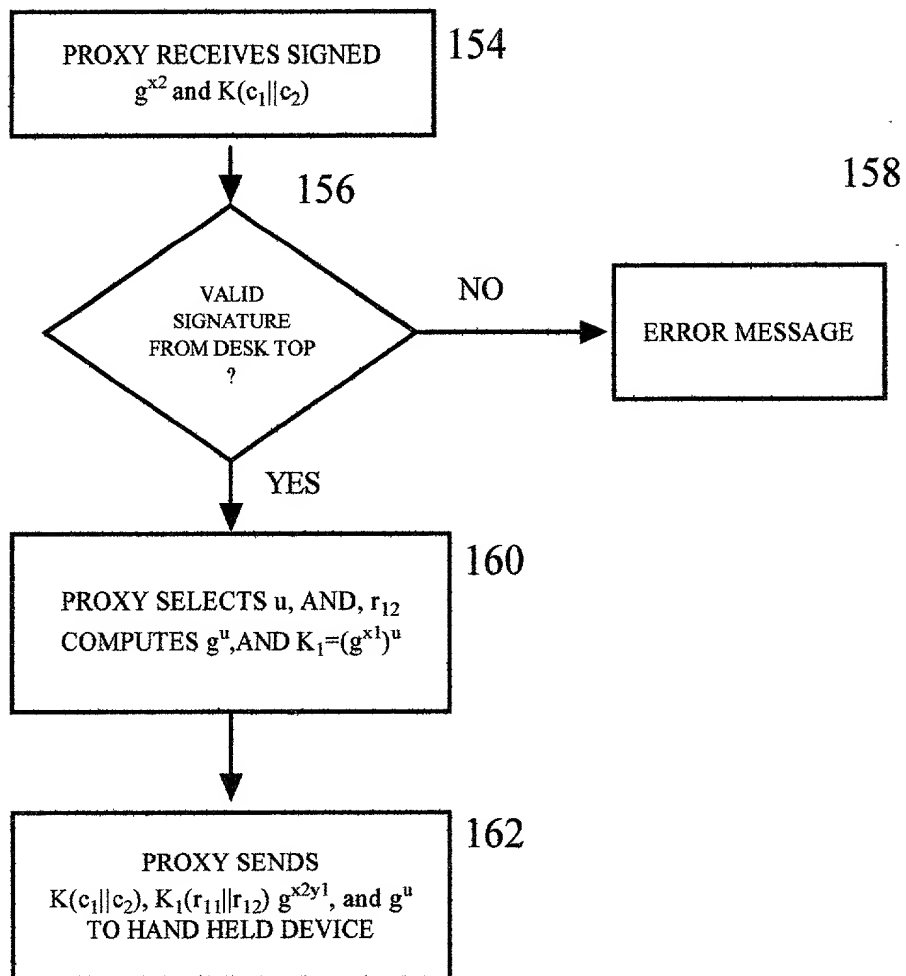 PROXY RECEIVES SIGNED
g^x2 and K(c₁||c₂)
154
156
158
VALID
SIGNATURE
FROM DESK TOP
?
NO
ERROR MESSAGE
YES
160
PROXY SELECTS u, AND, r₁₂
COMPUTES g^u,AND K₁=(g^x1)^u
162
PROXY SENDS
K(c₁||c₂), K₁(r₁₁||r₁₂) g^x2y1, and g^u
TO HAND HELD DEVICE